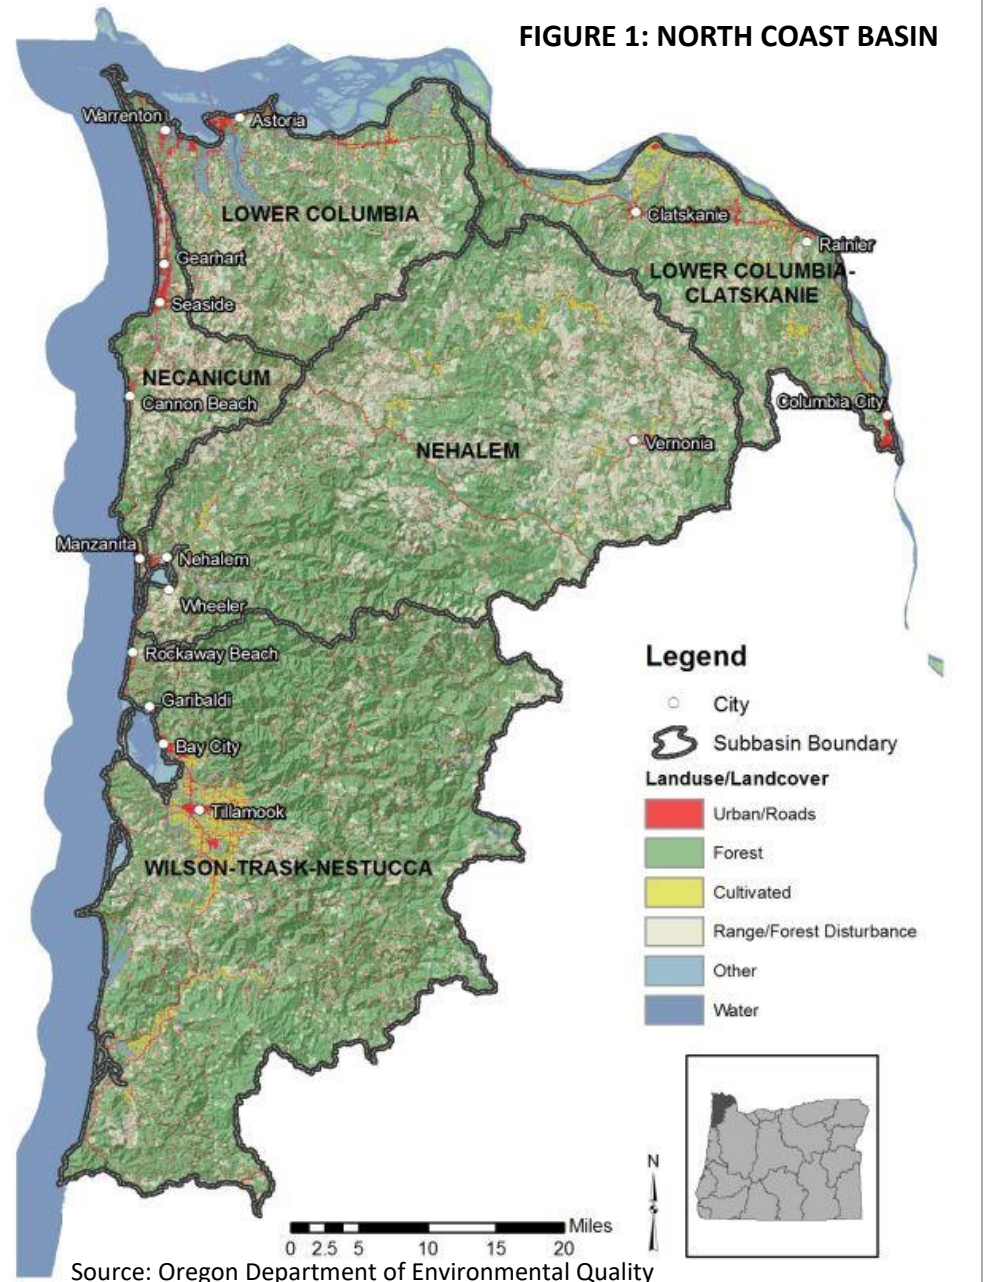 FIGURE 1: NORTH COAST BASIN
Warrenton
Astoria
LOWER COLUMBIA
Clatskanie
Rainier
Gearhart
LOWER COLUMBIA-
CLATSKANIE
Seaside
NECANICUM
Cannon Beach
Columbia City
NEHALEM
Vernonia
Manzanita
Nehalem
Wheeler
Rockaway Beach
Garibaldi
Bay City
Tillamook
WILSON-TRASK-NESTUCCA
Legend
City
Subbasin Boundary
Landuse/Landcover
Urban/Roads
Forest
Cultivated
Range/Forest Disturbance
Other
Water
N
Miles
0 2.5 5 10 15 20
Source: Oregon Department of Environmental Quality